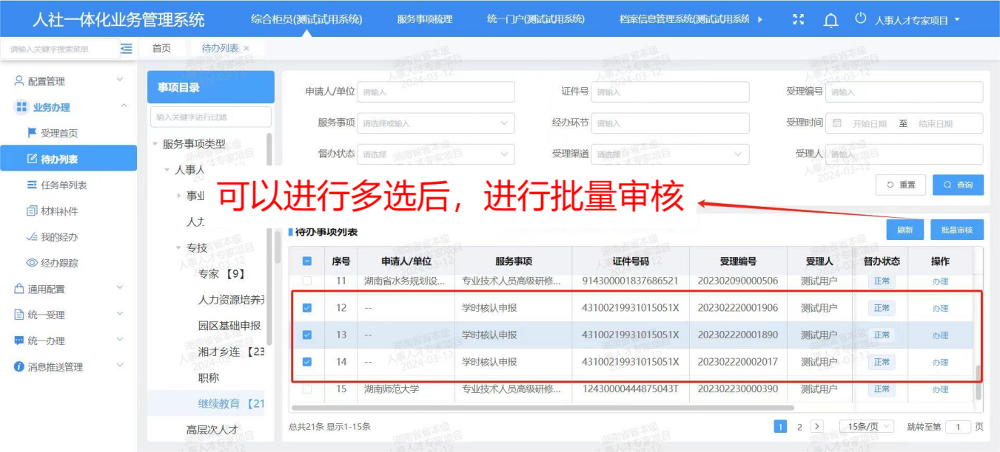 人社一体化业务管理系统 综合柜员(测试试用系统) 服务事项梳理 统一门户(测试试用系统) 档案信息管理系统(测试试用系统 人事人才专家项目
请输入关键字搜索菜单 首页 待办列表 ×
配置管理
业务办理
受理首页
待办列表
任务单列表
材料补件
我的经办
经办跟踪
通用配置
统一受理
统一办理
消息推送管理
事项目录
输入关键字进行过滤
服务事项类型
人事人
事业
人力
专技
专家 【9】
人力资源培养开
园区基础申报
湘才乡连 【23
职称
继续教育 【21
高层次人才
申请人/单位 请输入 证件号 请输入 受理编号 请输入
服务事项 请选择或输入 经办环节 请输入 受理时间 开始日期 至 结束日期
督办状态 请选择 受理渠道 请选择 受理人 请输入
重置 查询
可以进行多选后，进行批量审核
待办事项列表 刷新 批量审核
序号 申请人/单位 服务事项 证件号码 受理编号 受理人 督办状态 操作
11 湖南省水务规划设... 专业技术人员高级研修... 914300001837686521 202302090000506 测试用户 正常 办理
12 -- 学时核认申报 43100219931015051X 202302220001906 测试用户 正常 办理
13 -- 学时核认申报 43100219931015051X 202302220001890 测试用户 正常 办理
14 -- 学时核认申报 43100219931015051X 202302220002017 测试用户 正常 办理
15 湖南师范大学 专业技术人员高级研修... 12430000444875043T 202302230000390 测试用户 正常 办理
总共21条 显示1-15条 1 2 15条/页 跳转至第 1 页
湖南省省本级
人事人才专家项目
2024-03-12